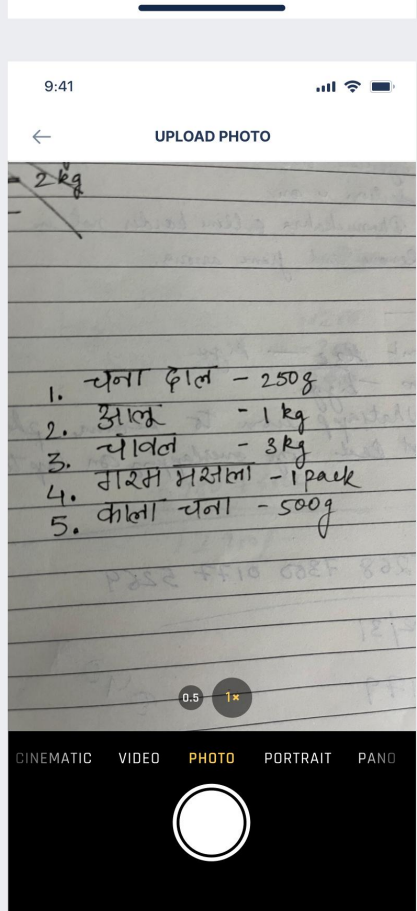 9:41
UPLOAD PHOTO
- 2 kg
1. चना दाल - 250g
2. आलू - 1 kg
3. चावल - 3kg
4. गरम मसाला - 1 pack
5. काला चना - 500g
0.5 1×
CINEMATIC VIDEO PHOTO PORTRAIT PANO